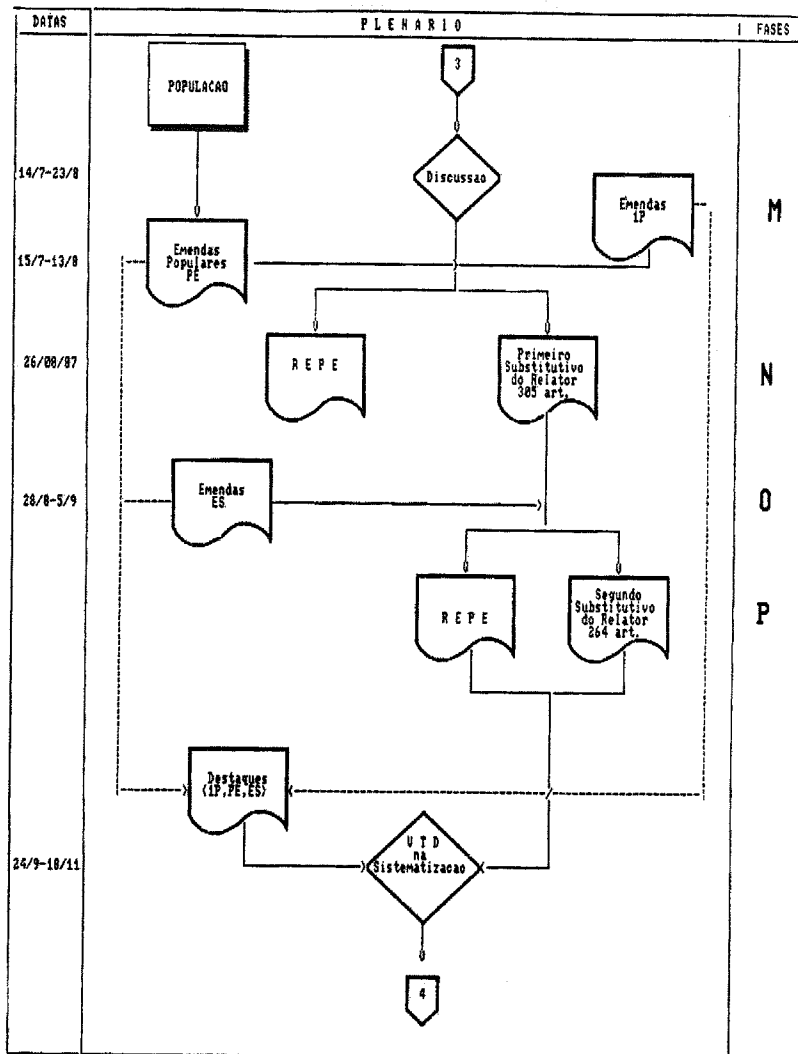 DATAS
P L E N A R I O
FASES
POPULACAO
3
14/7-23/8
Discussao
Emendas
1P
M
15/7-13/8
Emendas
Populares
PE
26/08/87
R E P E
Primeiro
Substitutivo
do Relator
305 art.
N
28/8-5/9
Emendas
ES
O
R E P E
Segundo
Substitutivo
do Relator
264 art.
P
Destaques
(1P,PE,ES)
24/9-18/11
V T D
na
Sistematizacao
4